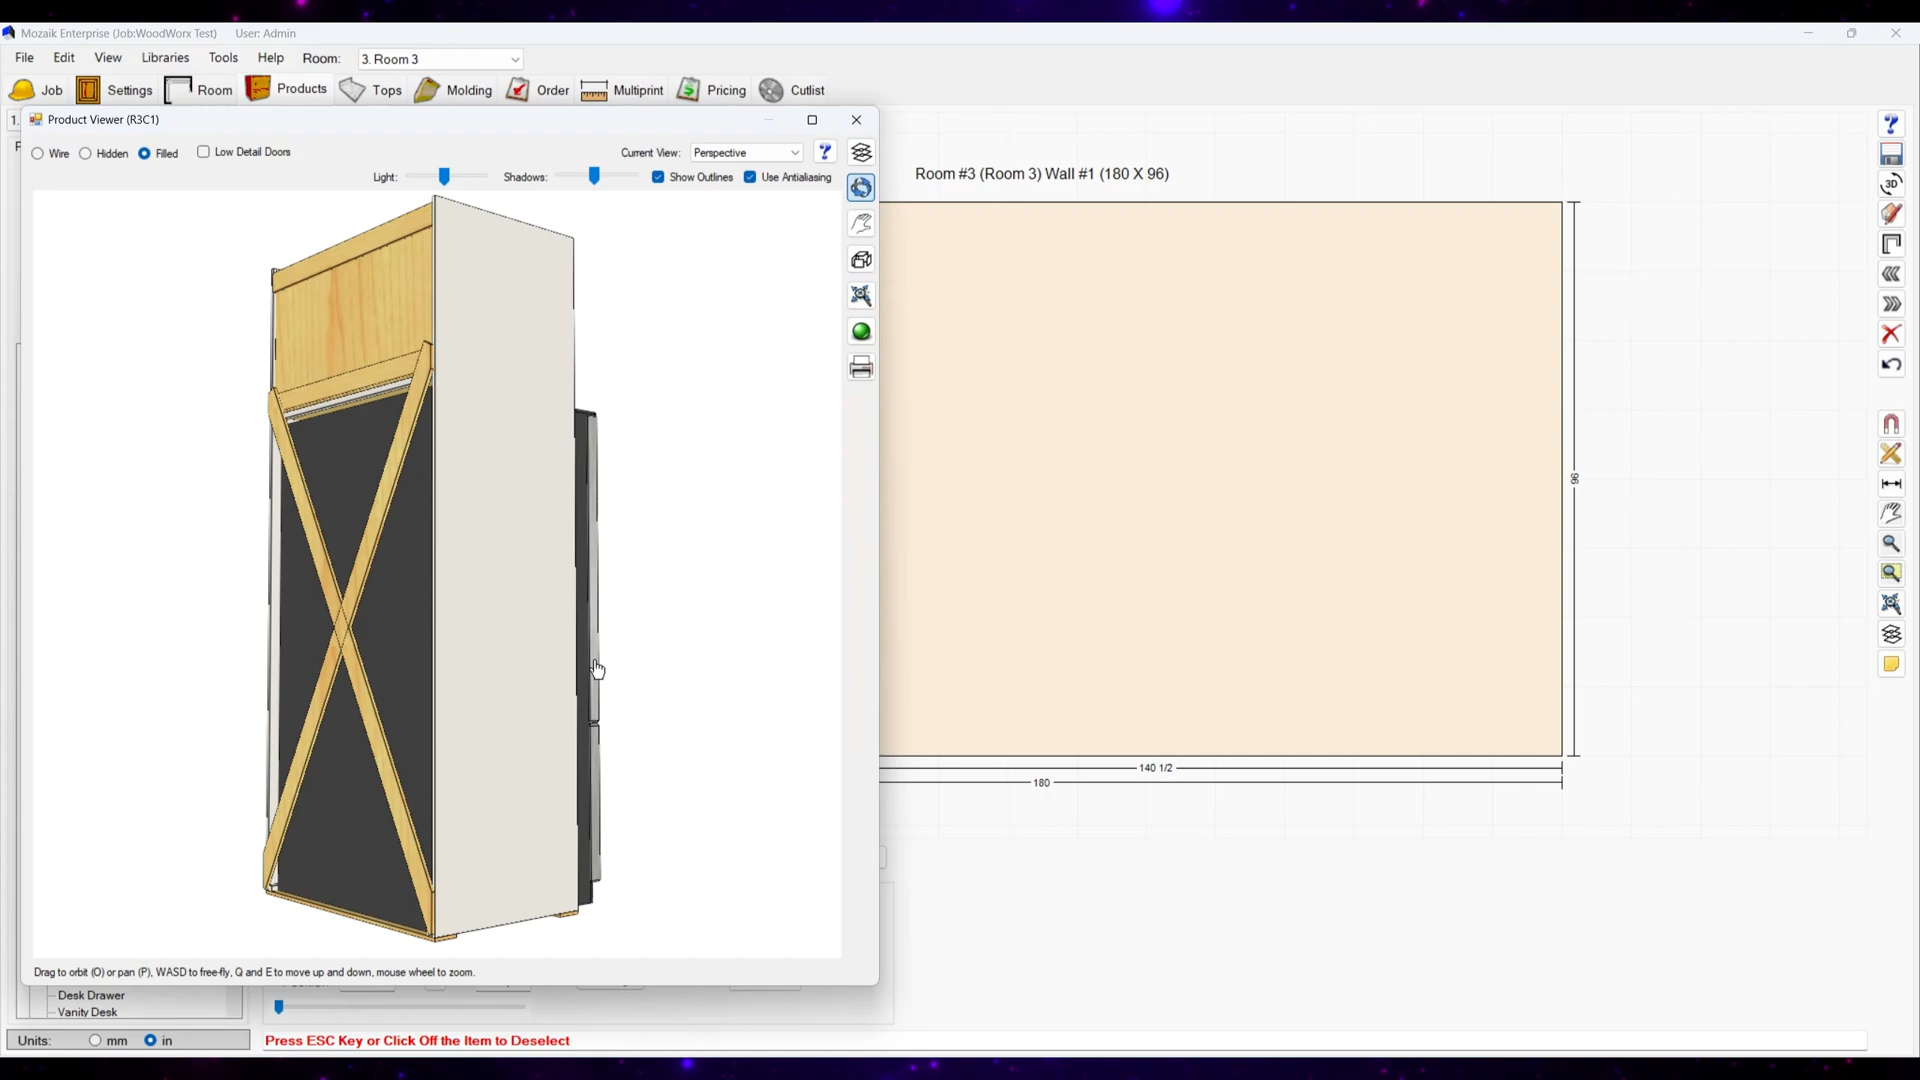 Mozaik Enterprise (Job:WoodWorx Test) User: Admin
File Edit View Libraries Tools Help Room: 3. Room 3
Job Settings Room Products Tops Molding Order Multiprint Pricing Cutlist
1.
Product Viewer (R3C1)
Wire Hidden Filled Low Detail Doors Current View: Perspective
Light: Shadows: Show Outlines Use Antialiasing
Room #3 (Room 3) Wall #1 (180 X 96)
3D
96
140 1/2
180
Drag to orbit (O) or pan (P), WASD to free-fly, Q and E to move up and down, mouse wheel to zoom.
Desk Drawer
Vanity Desk
Units: mm in
Press ESC Key or Click Off the Item to Deselect